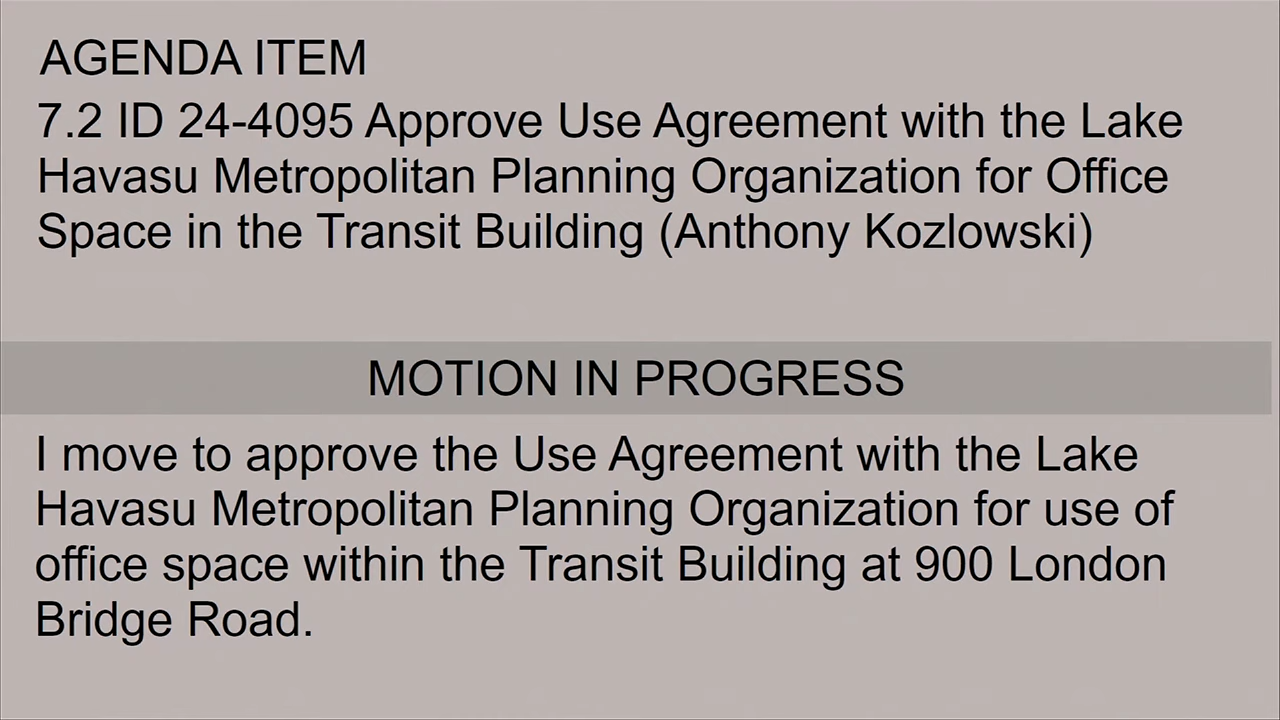 AGENDA ITEM
7.2 ID 24-4095 Approve Use Agreement with the Lake
Havasu Metropolitan Planning Organization for Office
Space in the Transit Building (Anthony Kozlowski)
MOTION IN PROGRESS
I move to approve the Use Agreement with the Lake
Havasu Metropolitan Planning Organization for use of
office space within the Transit Building at 900 London
Bridge Road.